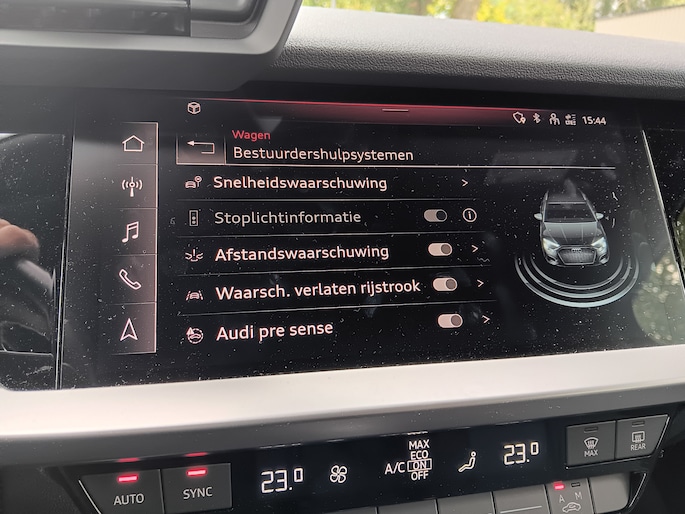 15:44
Wagen
Bestuurdershulpsystemen
Snelheidswaarschuwing
Stoplichtinformatie
Afstandswaarschuwing
Waarsch. verlaten rijstrook
Audi pre sense
MAX
ECO
A/C ON
OFF
23.0
23.0
AUTO
SYNC
MAX
REAR
A M